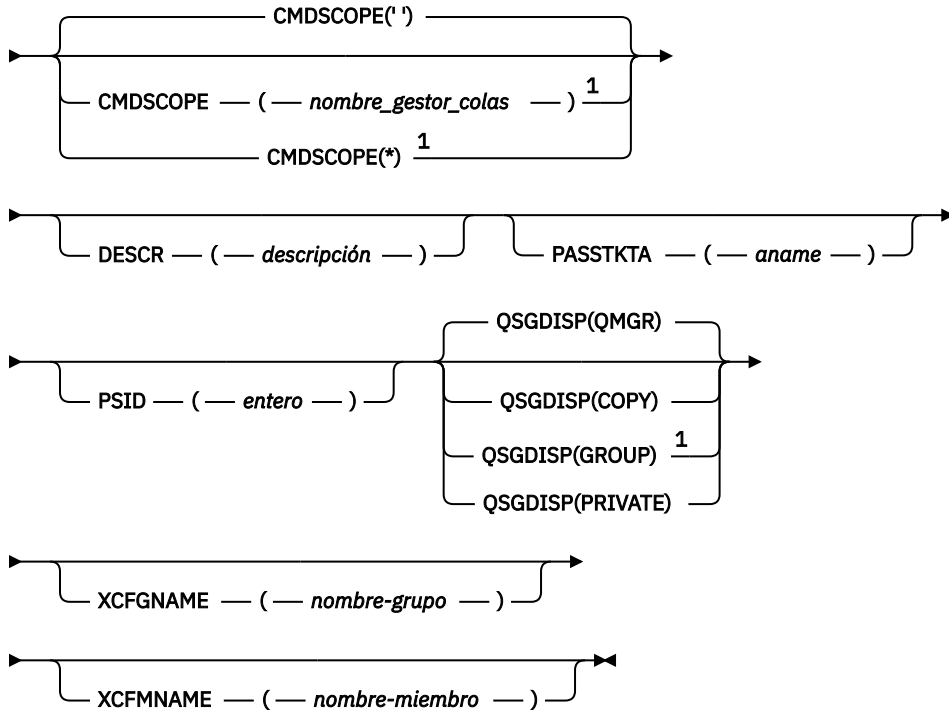 CMDSCOPE(' ')
CMDSCOPE ( nombre_gestor_colas ) 1
CMDSCOPE(*) 1
DESCR ( descripción ) PASSTKTA ( aname )
QSGDISP(QMGR)
PSID ( entero ) QSGDISP(COPY)
QSGDISP(GROUP) 1
QSGDISP(PRIVATE)
XCFGNAME ( nombre-grupo )
XCFMNAME ( nombre-miembro )